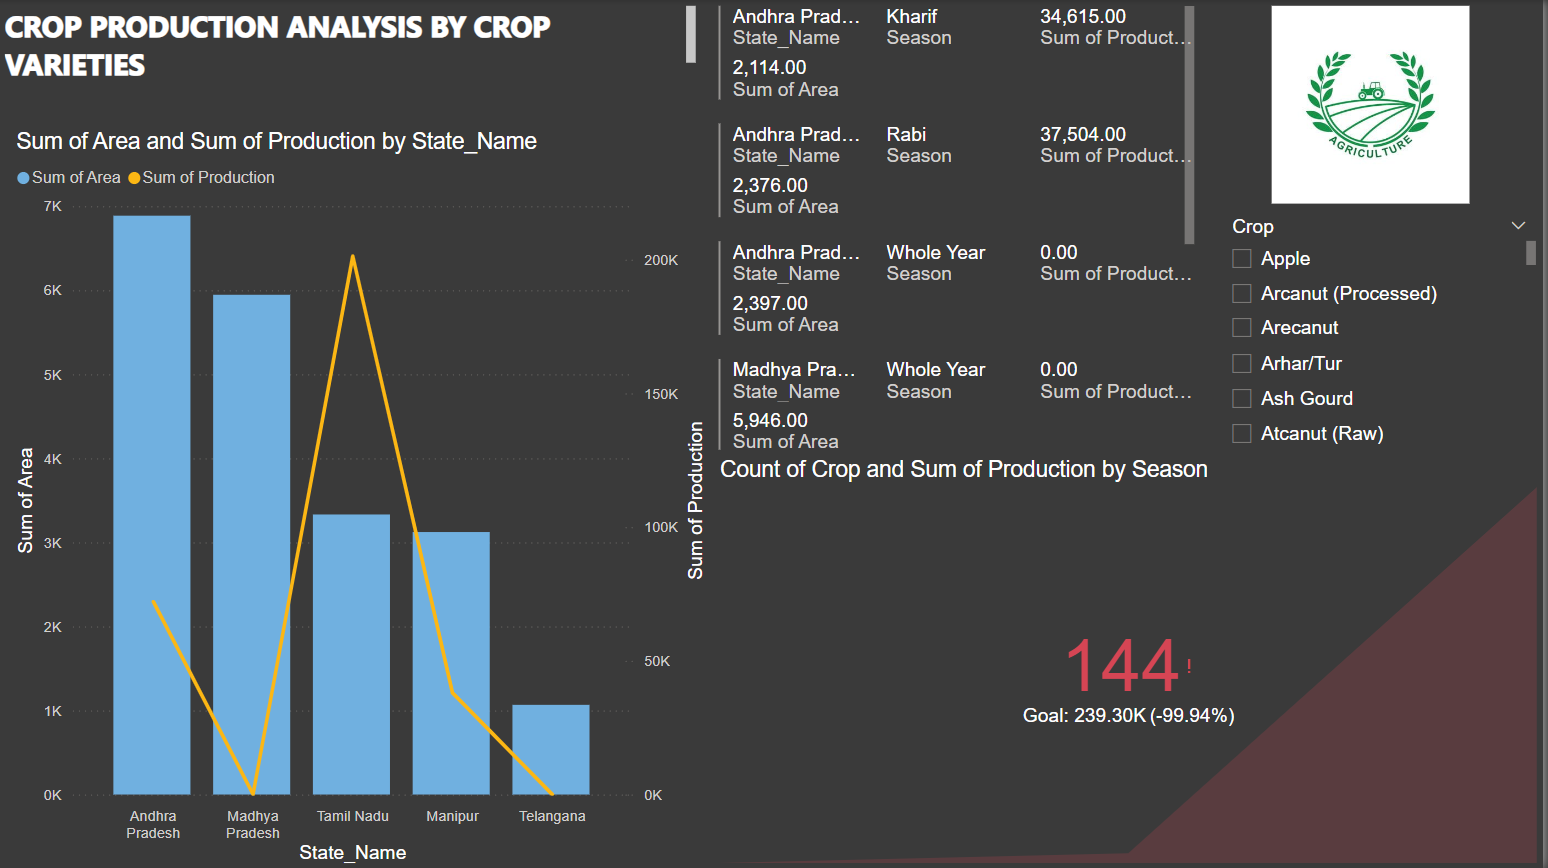 CROP PRODUCTION ANALYSIS BY CROP
VARIETIES
Sum of Area and Sum of Production by State_Name
Sum of Area Sum of Production
7K
6K
5K
4K
3K
2K
1K
0K
Sum of Area
200K
150K
100K
50K
0K
Sum of Production
Andhra
Pradesh
Madhya
Pradesh
Tamil Nadu
Manipur
Telangana
State_Name
Andhra Prad... Kharif 34,615.00
State_Name Season Sum of Product...
2,114.00
Sum of Area
Andhra Prad... Rabi 37,504.00
State_Name Season Sum of Product...
2,376.00
Sum of Area
Andhra Prad... Whole Year 0.00
State_Name Season Sum of Product...
2,397.00
Sum of Area
Madhya Pra... Whole Year 0.00
State_Name Season Sum of Product...
5,946.00
Sum of Area
AGRICULTURE
Crop
Apple
Arcanut (Processed)
Arecanut
Arhar/Tur
Ash Gourd
Atcanut (Raw)
Count of Crop and Sum of Production by Season
144!
Goal: 239.30K (-99.94%)